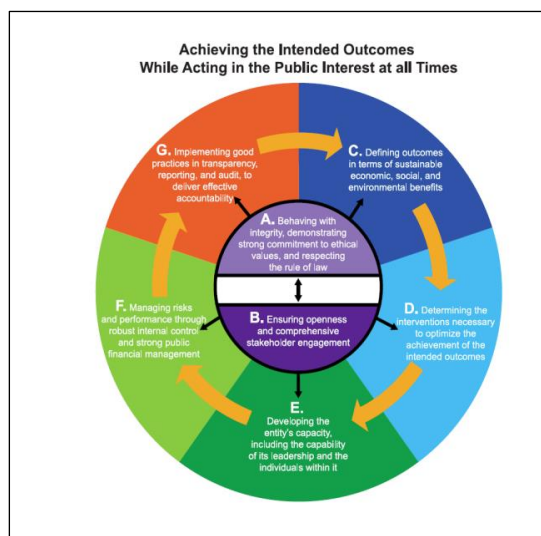 Achieving the Intended Outcomes
While Acting in the Public Interest at all Times
G. Implementing good
practices in transparency,
reporting, and audit, to
deliver effective
accountability
C. Defining outcomes
in terms of sustainable
economic, social, and
environmental benefits
A. Behaving with
integrity, demonstrating
strong commitment to ethical
values, and respecting
the rule of law
B. Ensuring openness
and comprehensive
stakeholder engagement
F. Managing risks
and performance through
robust internal control
and strong public
financial management
D. Determining the
interventions necessary
to optimize the
achievement of the
intended outcomes
E.
Developing the
entity's capacity,
including the capability
of its leadership and the
individuals within it